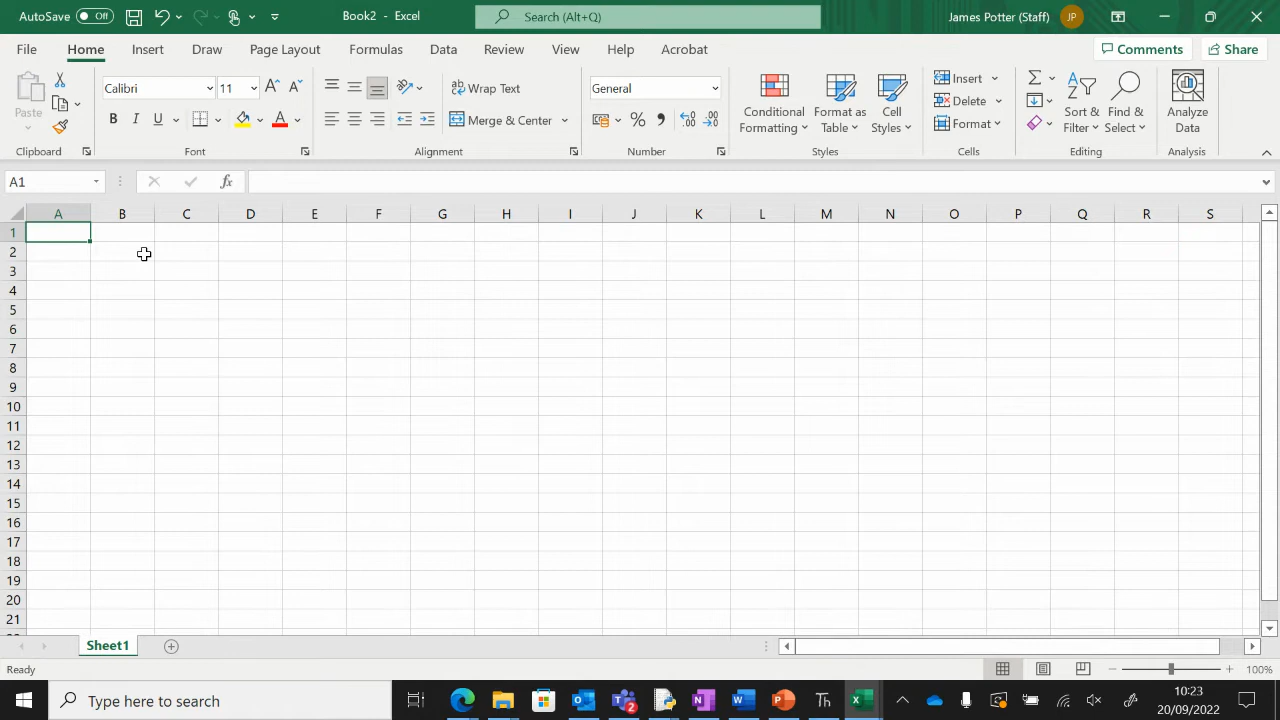 AutoSave Off Book2 - Excel Search (Alt+Q) James Potter (Staff) JP
File Home Insert Draw Page Layout Formulas Data Review View Help Acrobat Comments Share
Calibri 11 A A ab Wrap Text General Insert
Paste Conditional Formatting Format as Table Cell Styles Delete Sort & Filter Find & Select Analyze Data
B I U A Merge & Center % Format
Clipboard Font Alignment Number Styles Cells Editing Analysis
A1 fx
A B C D E F G H I J K L M N O P Q R S
1
2
3
4
5
6
7
8
9
10
11
12
13
14
15
16
17
18
19
20
21
Sheet1
Ready 100%
Type here to search 2 Th 10:23
20/09/2022